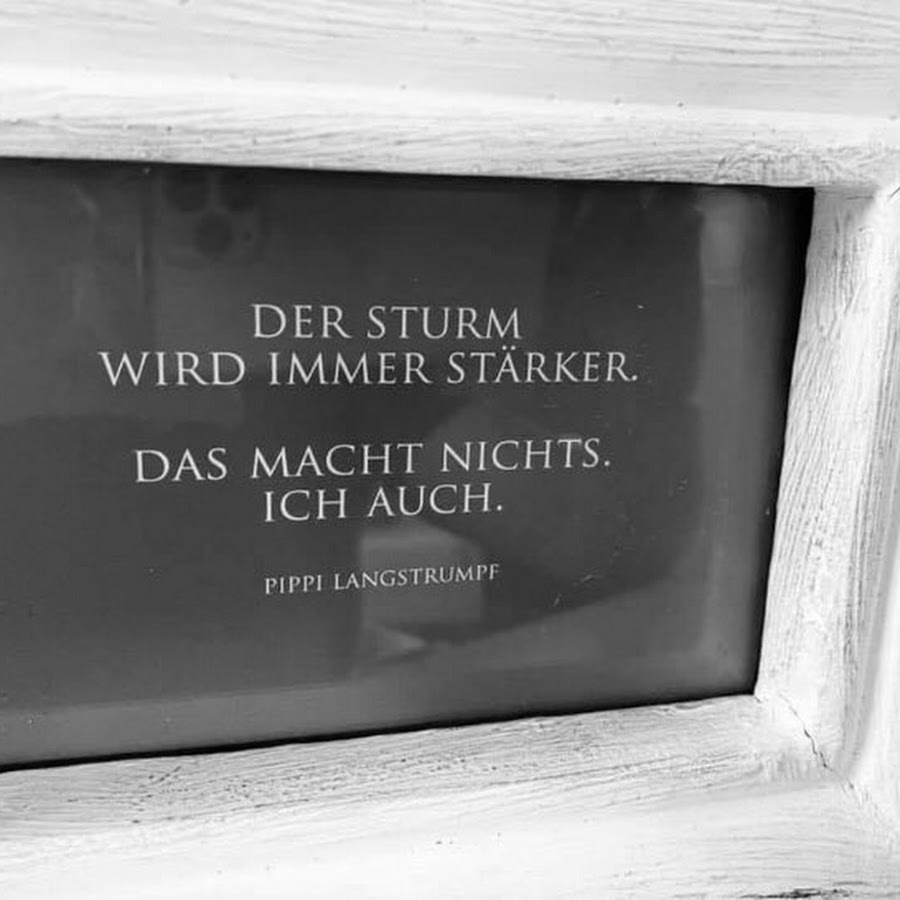 DER STURM
WIRD IMMER STÄRKER.
DAS MACHT NICHTS.
ICH AUCH.
PIPPI LANGSTRUMPF